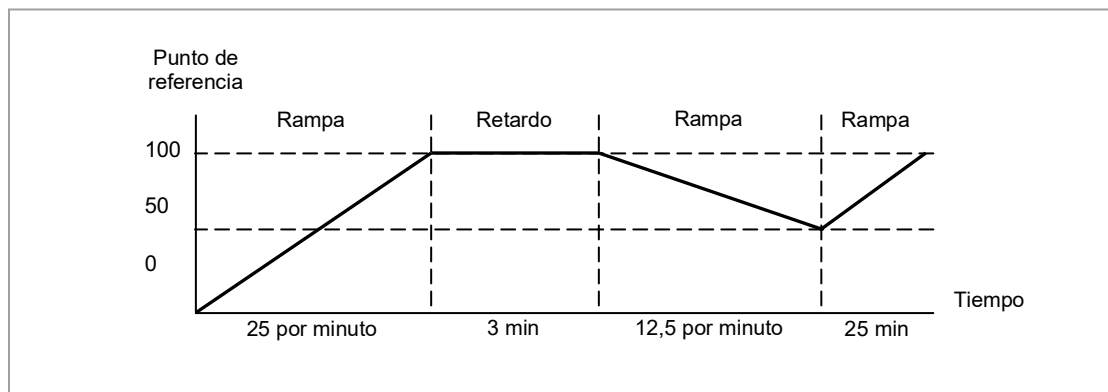 Punto de
referencia
Rampa
Retardo
Rampa
Rampa
100
50
0
Tiempo
25 por minuto
3 min
12,5 por minuto
25 min